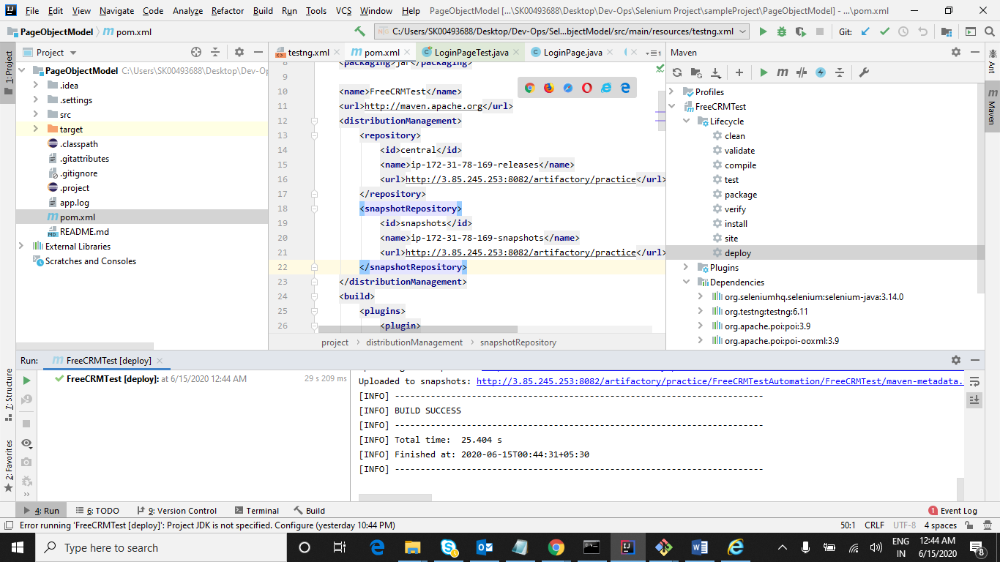 File Edit View Navigate Code Analyze Refactor Build Run Tools VCS Window Help PageObjectModel [...\SK00493688\Desktop\Dev-Ops\Selenium Project\sampleProject\PageObjectModel] - ...\pom.xml
PageObjectModel pom.xml
C:/Users/SK00493688/Desktop/Dev-Ops/Sel...bjectModel/src/main/resources/testng.xml
Git:
1: Project
Project
PageObjectModel C:\Users\SK00493688\Desktop\Dev-Op
.idea
.settings
src
target
.classpath
.gitattributes
.gitignore
.project
app.log
pom.xml
README.md
External Libraries
Scratches and Consoles
testng.xml pom.xml LoginPageTest.java LoginPage.java
8 <packaging>jar</packaging>
9
10 <name>FreeCRMTest</name>
11 <url>http://maven.apache.org</url>
12 <distributionManagement>
13 <repository>
14 <id>central</id>
15 <name>ip-172-31-78-169-releases</name>
16 <url>http://3.85.245.253:8082/artifactory/practice</url>
17 </repository>
18 <snapshotRepository>
19 <id>snapshots</id>
20 <name>ip-172-31-78-169-snapshots</name>
21 <url>http://3.85.245.253:8082/artifactory/practice</url>
22 </snapshotRepository>
23 </distributionManagement>
24 <build>
25 <plugins>
26 <plugin>
project distributionManagement snapshotRepository
Maven
Profiles
FreeCRMTest
Lifecycle
clean
validate
compile
test
package
verify
install
site
deploy
Plugins
Dependencies
org.seleniumhq.selenium:selenium-java:3.14.0
org.testng:testng:6.11
org.apache.poi:poi:3.9
org.apache.poi:poi-ooxml:3.9
Ant
Maven
7: Structure
2: Favorites
Run: FreeCRMTest [deploy]
FreeCRMTest [deploy]: at 6/15/2020 12:44 AM 29 s 209 ms
Uploaded to snapshots: http://3.85.245.253:8082/artifactory/practice/FreeCRMTestAutomation/FreeCRMTest/maven-metadata.
[INFO] ------------------------------------------------------------------------
[INFO] BUILD SUCCESS
[INFO] ------------------------------------------------------------------------
[INFO] Total time: 25.404 s
[INFO] Finished at: 2020-06-15T00:44:31+05:30
[INFO] ------------------------------------------------------------------------
4: Run 6: TODO 9: Version Control Terminal Build 1 Event Log
Error running 'FreeCRMTest [deploy]': Project JDK is not specified. Configure (yesterday 10:44 PM) 50:1 CRLF UTF-8 4 spaces
Type here to search
ENG
IN
12:44 AM
6/15/2020
8